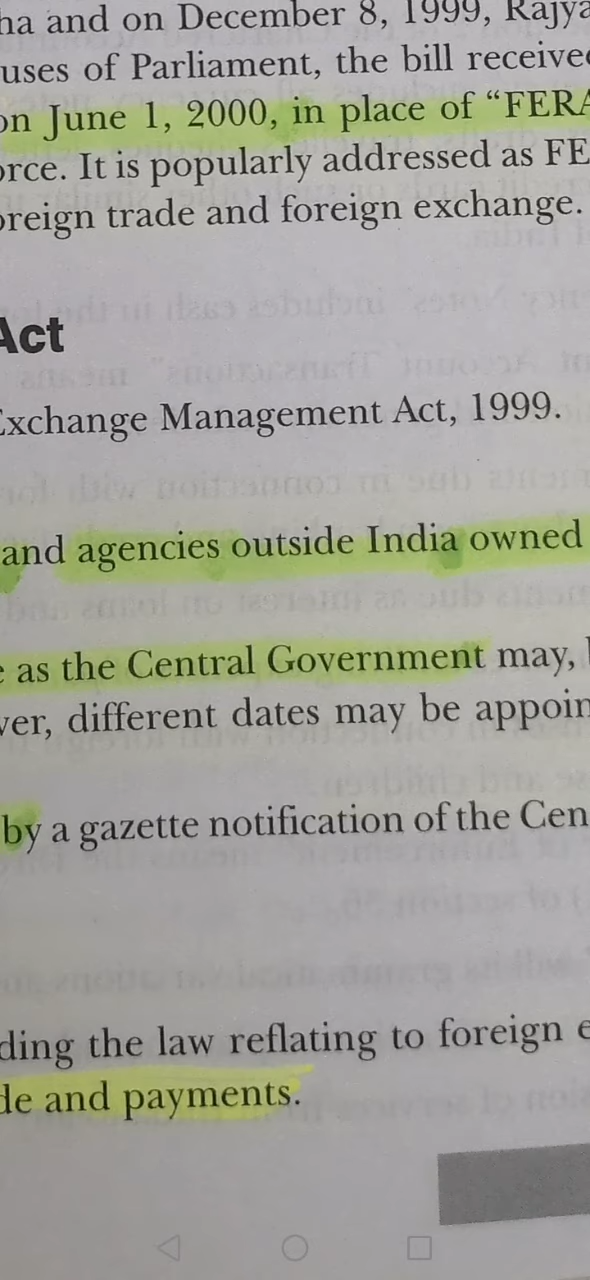 ha and on December 8, 1999, Rajya
uses of Parliament, the bill received
on June 1, 2000, in place of “FERA
orce. It is popularly addressed as FE
oreign trade and foreign exchange.
Act
Exchange Management Act, 1999.
and agencies outside India owned
e as the Central Government may,
ver, different dates may be appoin
by a gazette notification of the Cen
ding the law reflating to foreign e
de and payments.